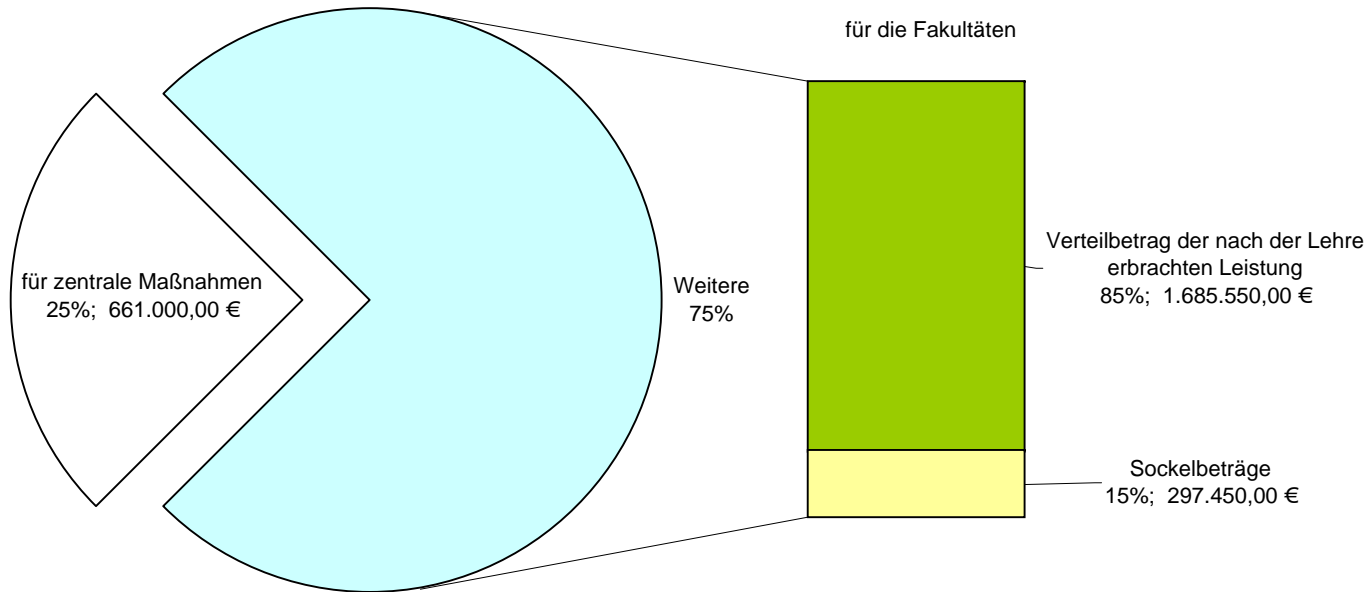 für die Fakultäten
für zentrale Maßnahmen
25%; 661.000,00 €
Weitere
75%
Verteilbetrag der nach der Lehre
erbrachten Leistung
85%; 1.685.550,00 €
Sockelbeträge
15%; 297.450,00 €